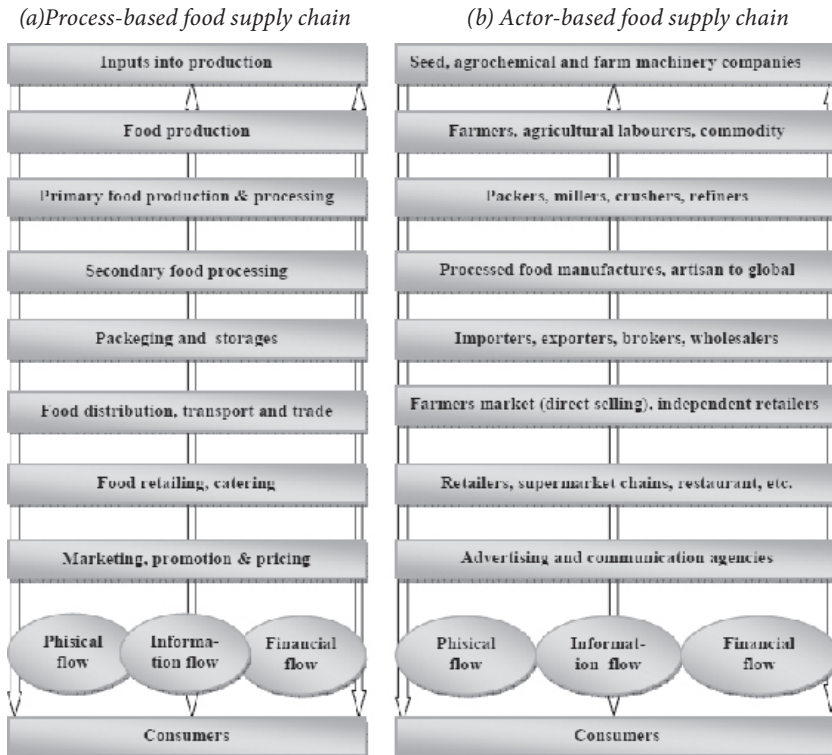 (a)Process-based food supply chain
Inputs into production
Food production
Primary food production & processing
Secondary food processing
Packeging and storages
Food distribution, transport and trade
Food retailing, catering
Marketing, promotion & pricing
Phisical
flow
Informa-
tion flow
Financial
flow
Consumers
(b) Actor-based food supply chain
Seed, agrochemical and farm machinery companies
Farmers, agricultural labourers, commodity
Packers, millers, crushers, refiners
Processed food manufactures, artisan to global
Importers, exporters, brokers, wholesalers
Farmers market (direct selling), independent retailers
Retailers, supermarket chains, restaurant, etc.
Advertising and communication agencies
Phisical
flow
Informat-
ion flow
Financial
flow
Consumers